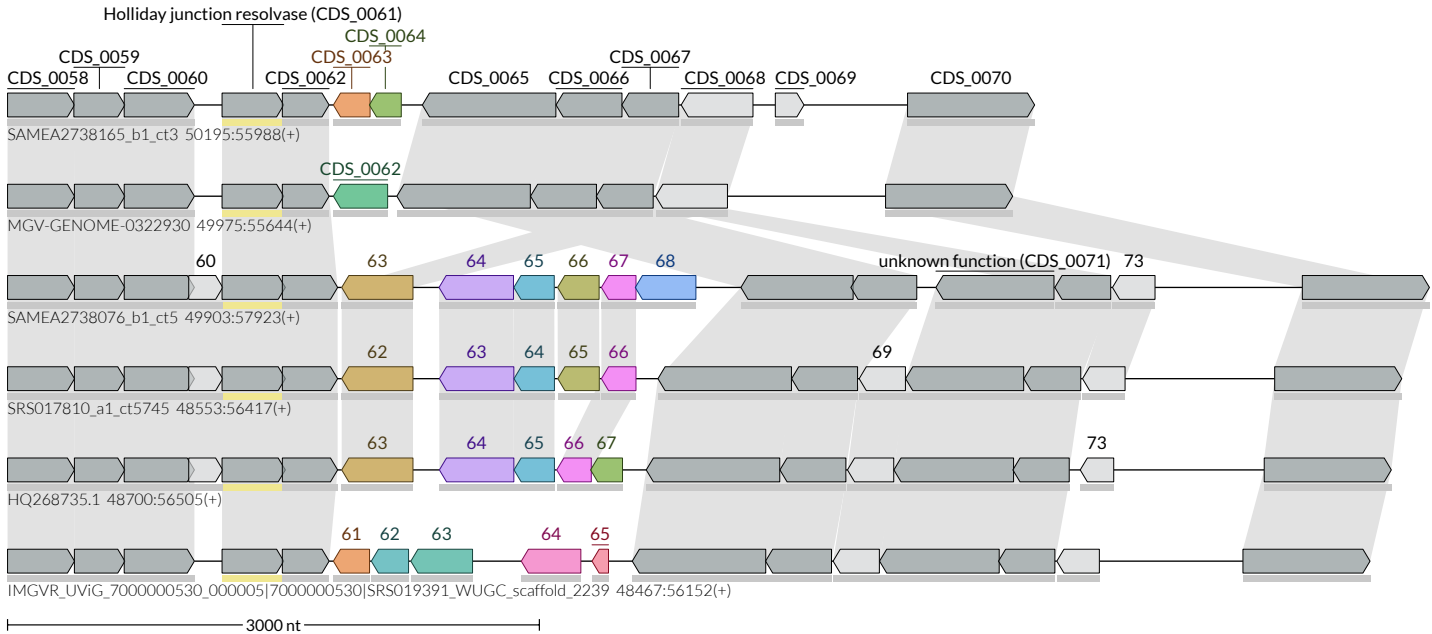 Holliday junction resolvase (CDS_0061)
CDS_0064
CDS_0059 CDS_0063 CDS_0067
CDS_0058 CDS_0060 CDS_0062 CDS_0065 CDS_0066 CDS_0068 CDS_0069 CDS_0070
SAMEA2738165_b1_ct3 50195:55988(+)
CDS_0062
MGV-GENOME-0322930 49975:55644(+)
60 63 64 65 66 67 68 unknown function (CDS_0071) 73
SAMEA2738076_b1_ct5 49903:57923(+)
62 63 64 65 66 69
SRS017810_a1_ct5745 48553:56417(+)
63 64 65 66 67 73
HQ268735.1 48700:56505(+)
61 62 63 64 65
IMGVR_UViG_7000000530_000005|7000000530|SRS019391_WUGC_scaffold_2239 48467:56152(+)
3000 nt